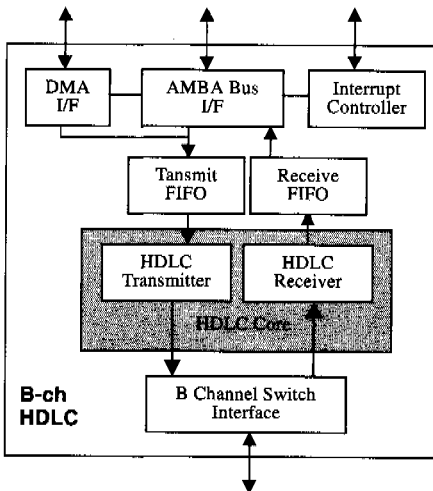 DMA
I/F
AMBA Bus
I/F
Interrupt
Controller
Tansmit
FIFO
Receive
FIFO
HDLC
Transmitter
HDLC
Receiver
HDLC Core
B Channel Switch
Interface
B-ch
HDLC